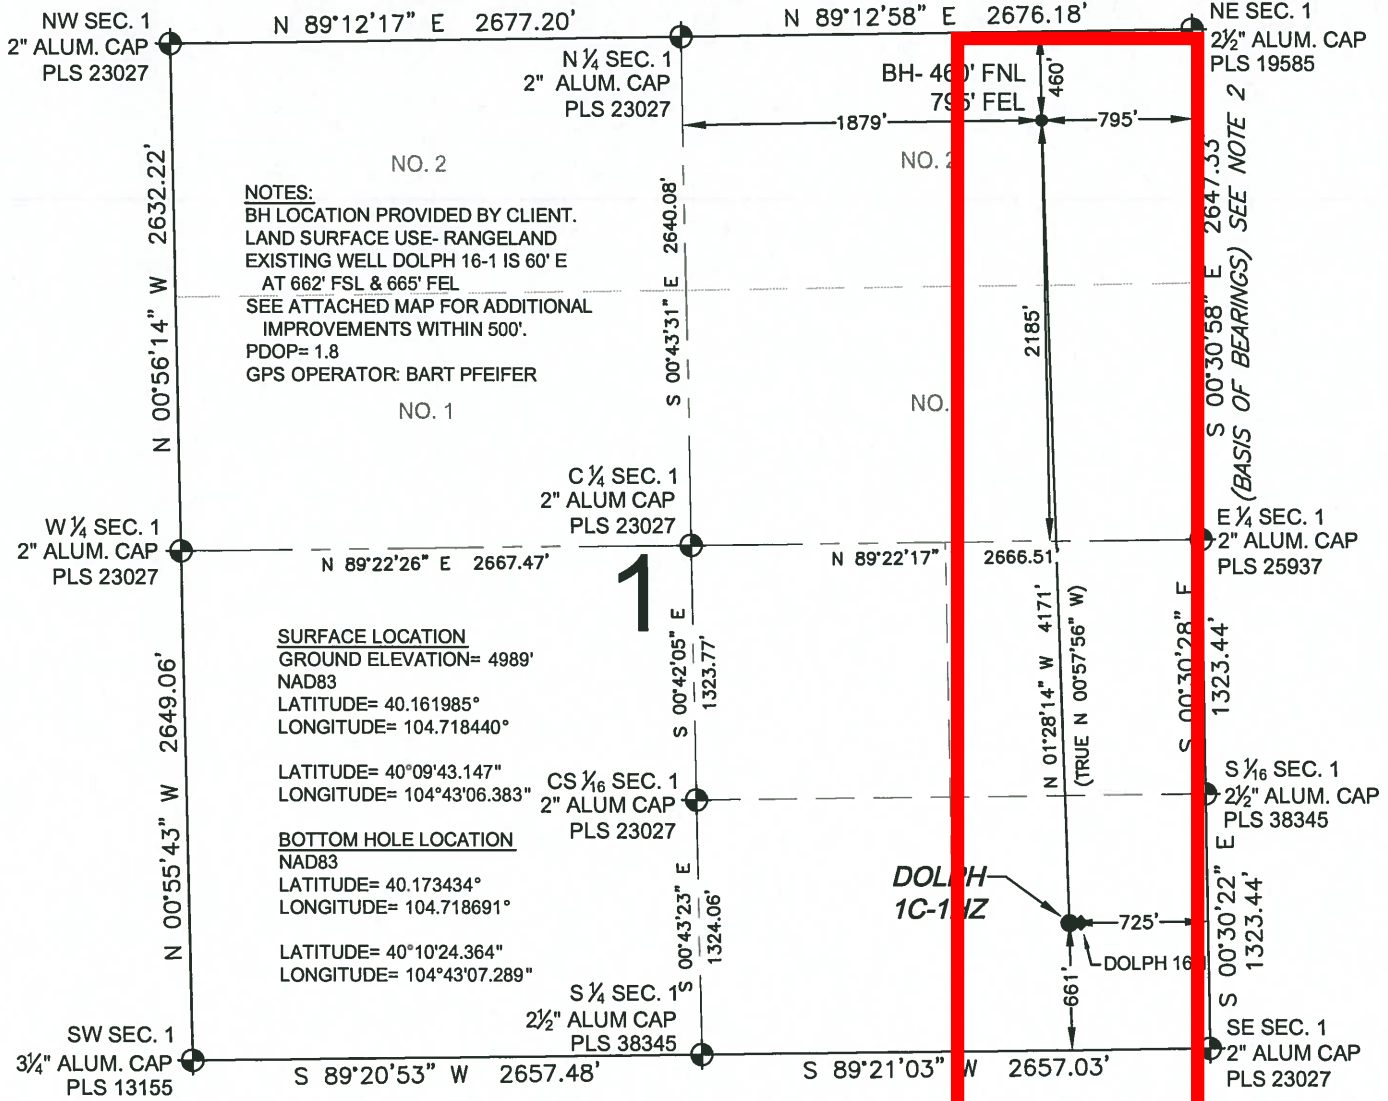 NW SEC. 1
2" ALUM. CAP
PLS 23027
N 89°12'17" E 2677.20'
N ¼ SEC. 1
2" ALUM. CAP
PLS 23027
N 89°12'58" E 2676.18'
NE SEC. 1
2½" ALUM. CAP
PLS 19585
BH- 460' FNL
795' FEL
460'
1879'
795'
NO. 2
NO. 2
N 00°56'14" W 2632.22'
NOTES:
BH LOCATION PROVIDED BY CLIENT.
LAND SURFACE USE- RANGELAND
EXISTING WELL DOLPH 16-1 IS 60' E
AT 662' FSL & 665' FEL
SEE ATTACHED MAP FOR ADDITIONAL
IMPROVEMENTS WITHIN 500'.
PDOP= 1.8
GPS OPERATOR: BART PFEIFER
S 00°43'31" E 2640.08'
2185'
S 00°30'58" E 2647.33
(BASIS OF BEARINGS) SEE NOTE 2
NO. 1
NO.
C ¼ SEC. 1
2" ALUM CAP
PLS 23027
W ¼ SEC. 1
2" ALUM. CAP
PLS 23027
E ¼ SEC. 1
2" ALUM. CAP
PLS 25937
N 89°22'26" E 2667.47'
1
N 89°22'17" 2666.51'
SURFACE LOCATION
GROUND ELEVATION= 4989'
NAD83
LATITUDE= 40.161985°
LONGITUDE= 104.718440°
LATITUDE= 40°09'43.147"
LONGITUDE= 104°43'06.383"
BOTTOM HOLE LOCATION
NAD83
LATITUDE= 40.173434°
LONGITUDE= 104.718691°
LATITUDE= 40°10'24.364"
LONGITUDE= 104°43'07.289"
N 00°55'43" W 2649.06'
S 00°42'05" E
1323.77'
N 01°28'14" W 4171'
(TRUE N 00°57'56" W)
S 00°30'28" E
1323.44'
CS 1⁄16 SEC. 1
2" ALUM CAP
PLS 23027
S 1⁄16 SEC. 1
2½" ALUM. CAP
PLS 38345
S 00°43'23" E
1324.06'
DOLPH
1C-1HZ
725'
DOLPH 16
661'
S 00°30'22" E
1323.44'
S ¼ SEC. 1
2½" ALUM CAP
PLS 38345
SW SEC. 1
3¼" ALUM. CAP
PLS 13155
S 89°20'53" W 2657.48'
S 89°21'03" W 2657.03'
SE SEC. 1
2" ALUM CAP
PLS 23027